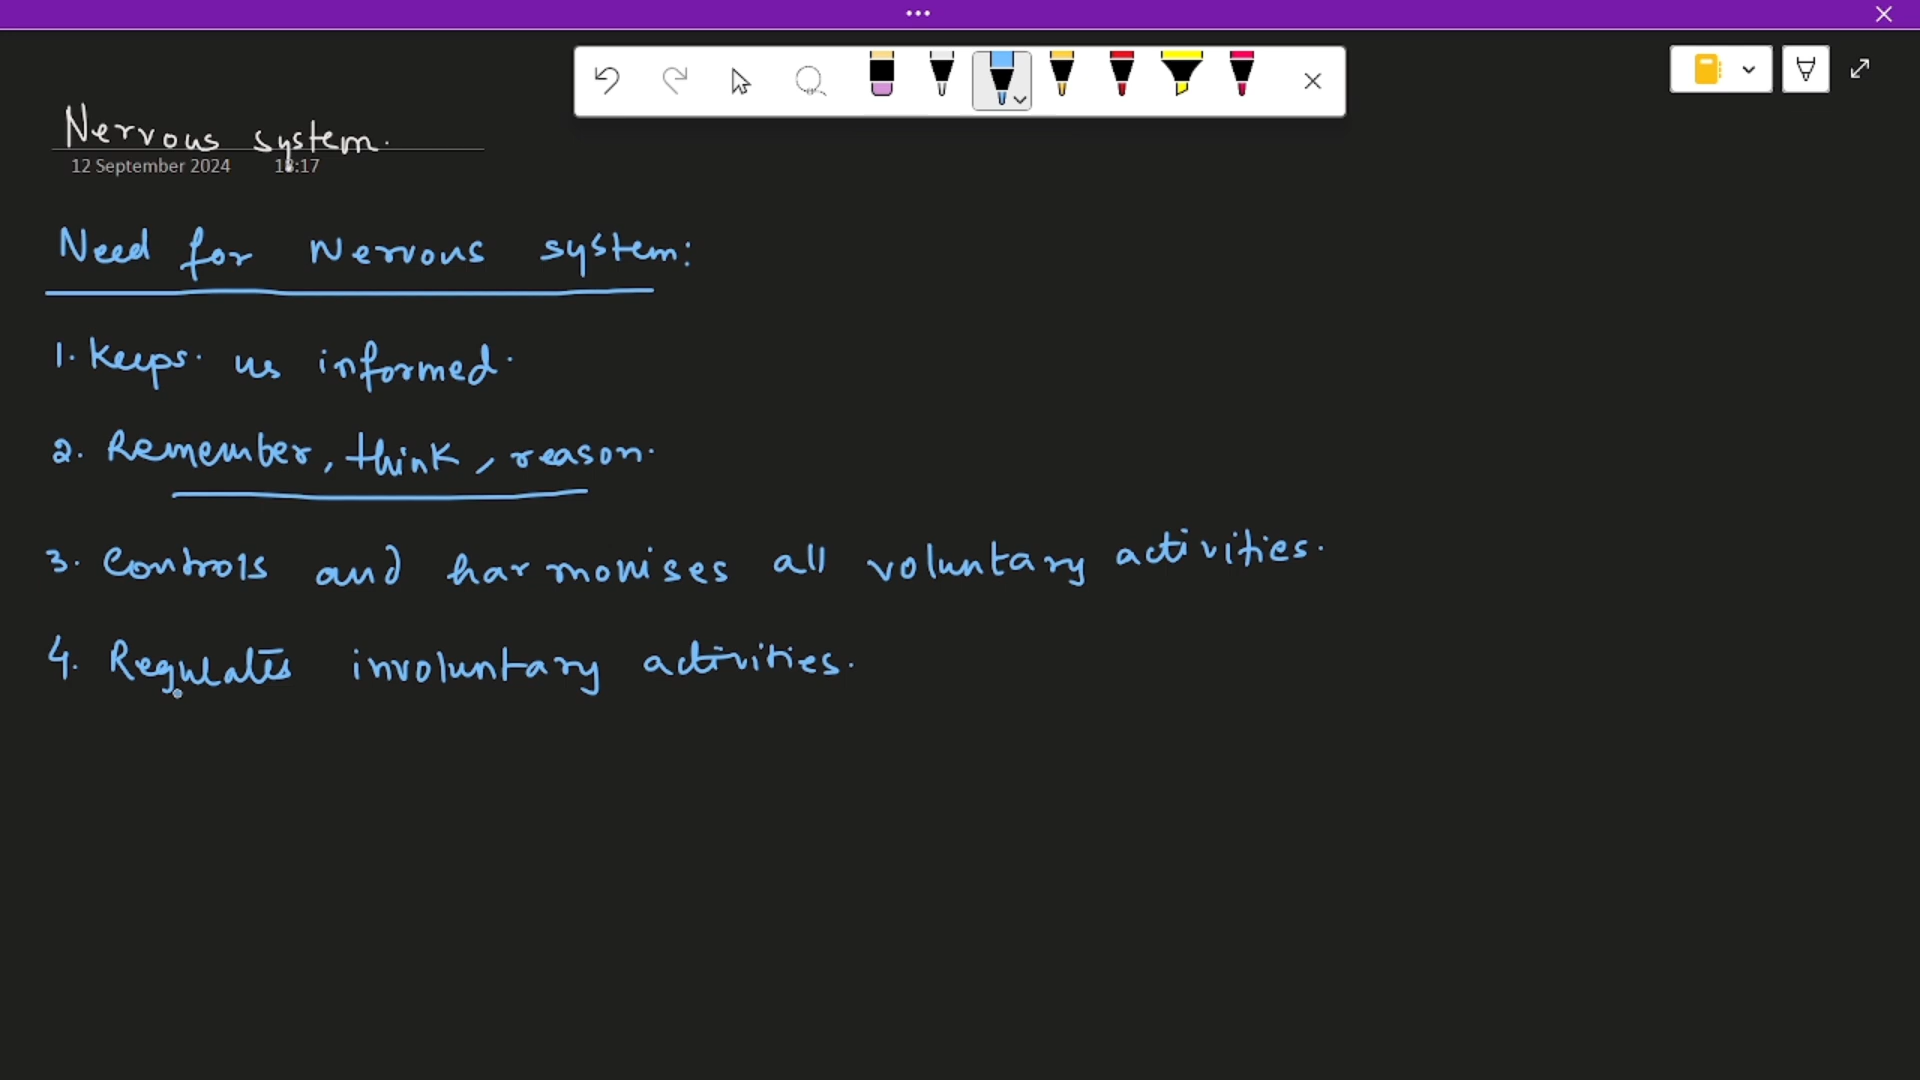 Nervous system.
12 September 2024 18:17
Need for Nervous system:
1. Keeps us informed.
2. Remember, think, reason.
3. Controls and harmonises all voluntary activities.
4. Regulates involuntary activities.